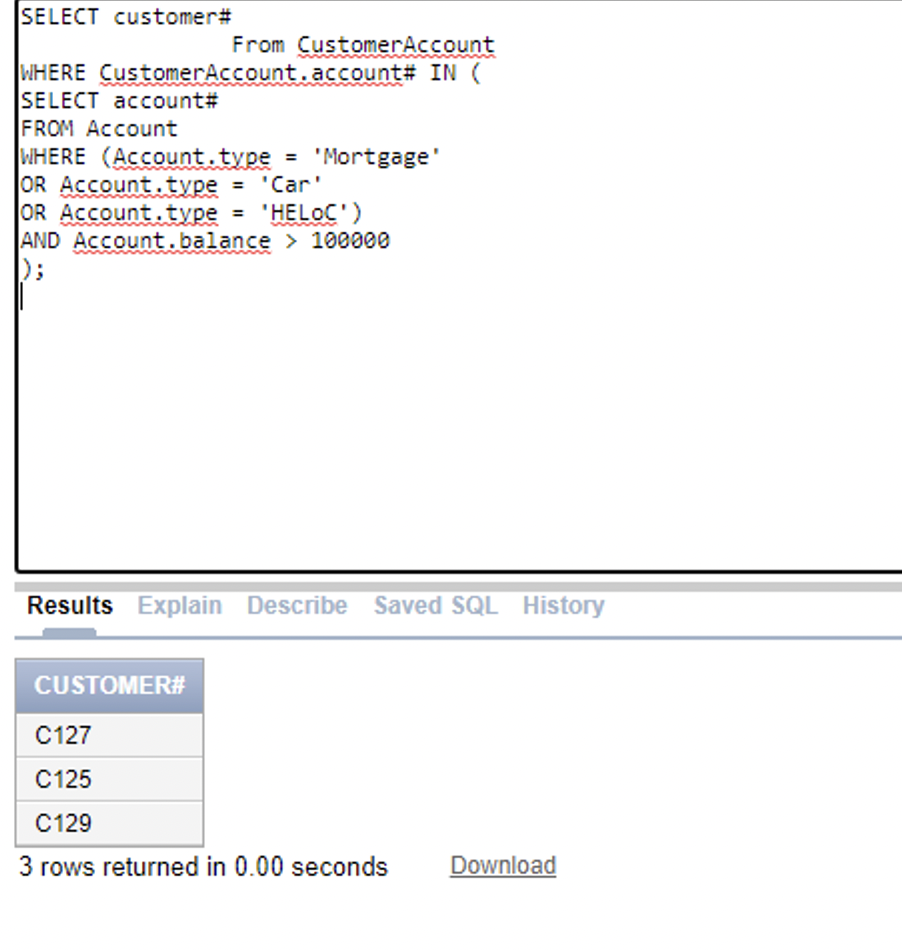 SELECT customer#
From CustomerAccount
WHERE CustomerAccount.account# IN (
SELECT account#
FROM Account
WHERE (Account.type = 'Mortgage'
OR Account.type = 'Car'
OR Account.type = 'HELoC')
AND Account.balance > 100000
);
Results Explain Describe Saved SQL History
CUSTOMER#
C127
C125
C129
3 rows returned in 0.00 seconds Download